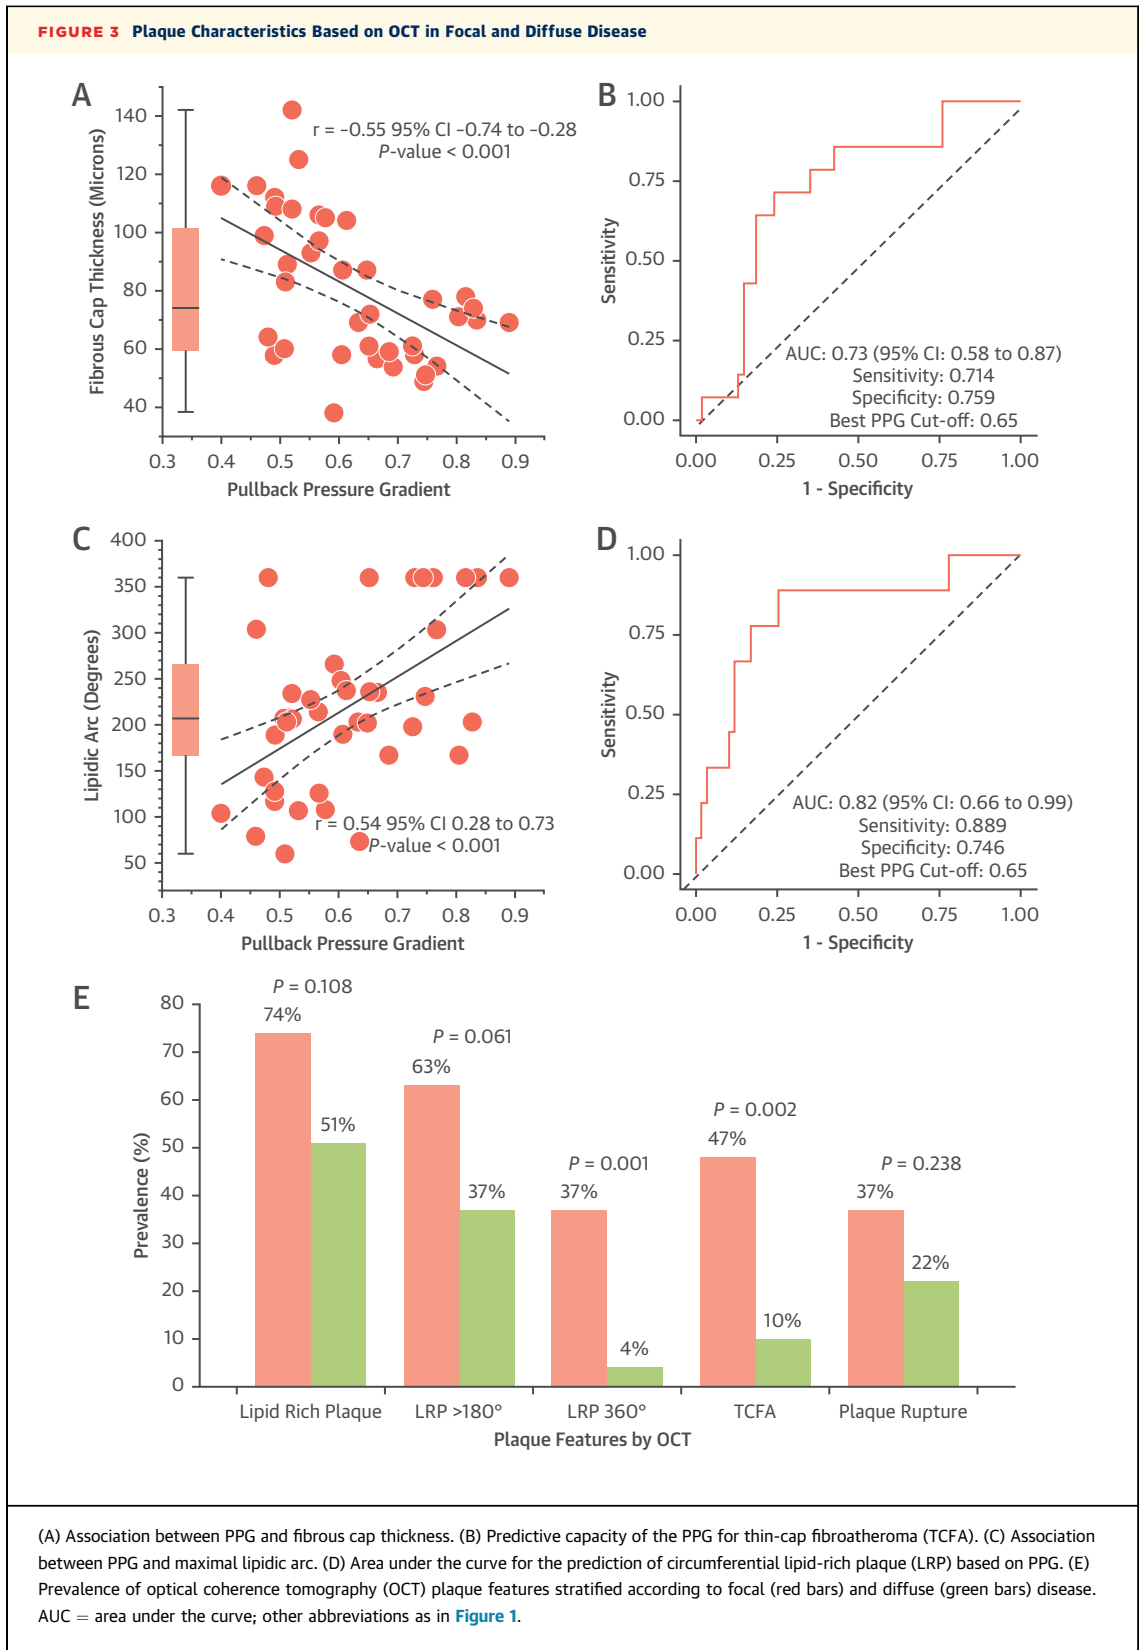 FIGURE 3 Plaque Characteristics Based on OCT in Focal and Diffuse Disease
A
Fibrous Cap Thickness (Microns)
140
120
100
80
60
40
r = –0.55 95% CI –0.74 to –0.28
P-value < 0.001
0.3 0.4 0.5 0.6 0.7 0.8 0.9
Pullback Pressure Gradient
B
Sensitivity
1.00
0.75
0.50
0.25
0.00
AUC: 0.73 (95% CI: 0.58 to 0.87)
Sensitivity: 0.714
Specificity: 0.759
Best PPG Cut-off: 0.65
0.00 0.25 0.50 0.75 1.00
1 - Specificity
C
Lipidic Arc (Degrees)
400
350
300
250
200
150
100
50
r = 0.54 95% CI 0.28 to 0.73
P-value < 0.001
0.3 0.4 0.5 0.6 0.7 0.8 0.9
Pullback Pressure Gradient
D
Sensitivity
1.00
0.75
0.50
0.25
0.00
AUC: 0.82 (95% CI: 0.66 to 0.99)
Sensitivity: 0.889
Specificity: 0.746
Best PPG Cut-off: 0.65
0.00 0.25 0.50 0.75 1.00
1 - Specificity
E
Prevalence (%)
80
70
60
50
40
30
20
10
0
P = 0.108
74%
51%
P = 0.061
63%
37%
P = 0.001
37%
4%
P = 0.002
47%
10%
P = 0.238
37%
22%
Lipid Rich Plaque LRP >180° LRP 360° TCFA Plaque Rupture
Plaque Features by OCT
(A) Association between PPG and fibrous cap thickness. (B) Predictive capacity of the PPG for thin-cap fibroatheroma (TCFA). (C) Association
between PPG and maximal lipidic arc. (D) Area under the curve for the prediction of circumferential lipid-rich plaque (LRP) based on PPG. (E)
Prevalence of optical coherence tomography (OCT) plaque features stratified according to focal (red bars) and diffuse (green bars) disease.
AUC = area under the curve; other abbreviations as in Figure 1.